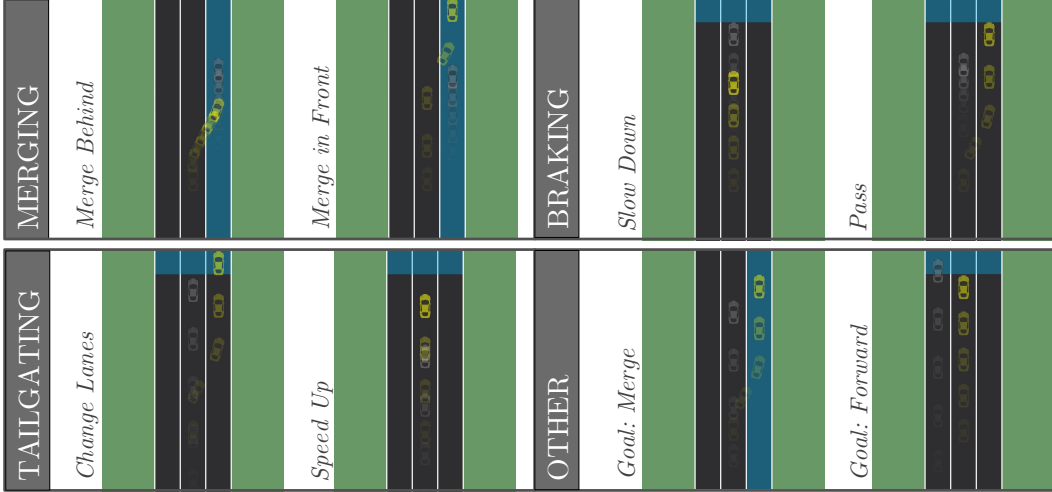 MERGING
Merge Behind
Merge in Front
BRAKING
Slow Down
Pass
TAILGATING
Change Lanes
Speed Up
OTHER
Goal: Merge
Goal: Forward